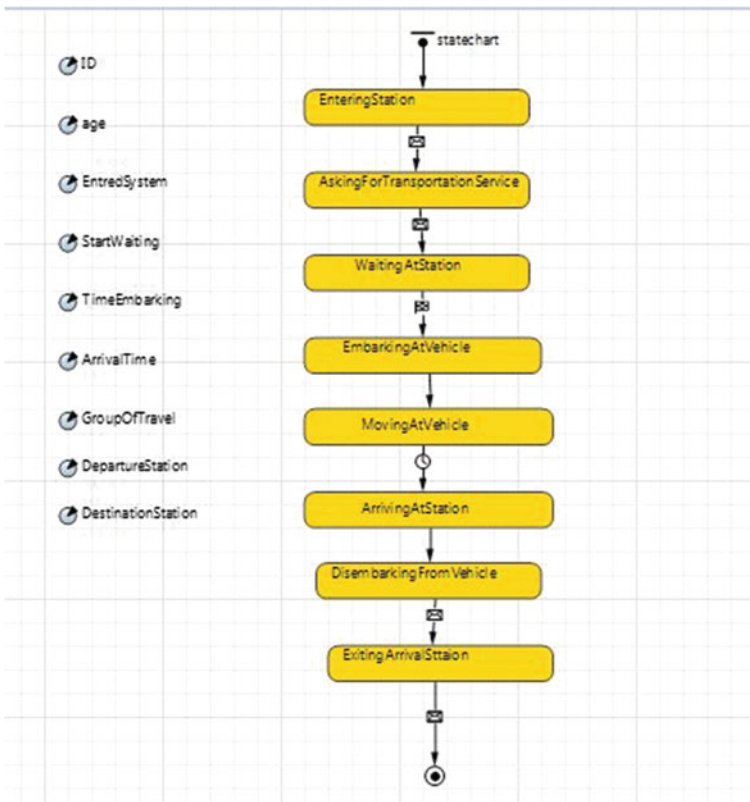 statechart
ID
EnteringStation
age
AskingForTransportationService
EntredSystem
StartWaiting
WaitingAtStation
TimeEmbarking
EmbarkingAtVehicle
ArrivalTime
GroupOfTravel
MovingAtVehicle
DepartureStation
DestinationStation
ArrivingAtStation
DisembarkingFromVehicle
ExitingArrivalSttaion